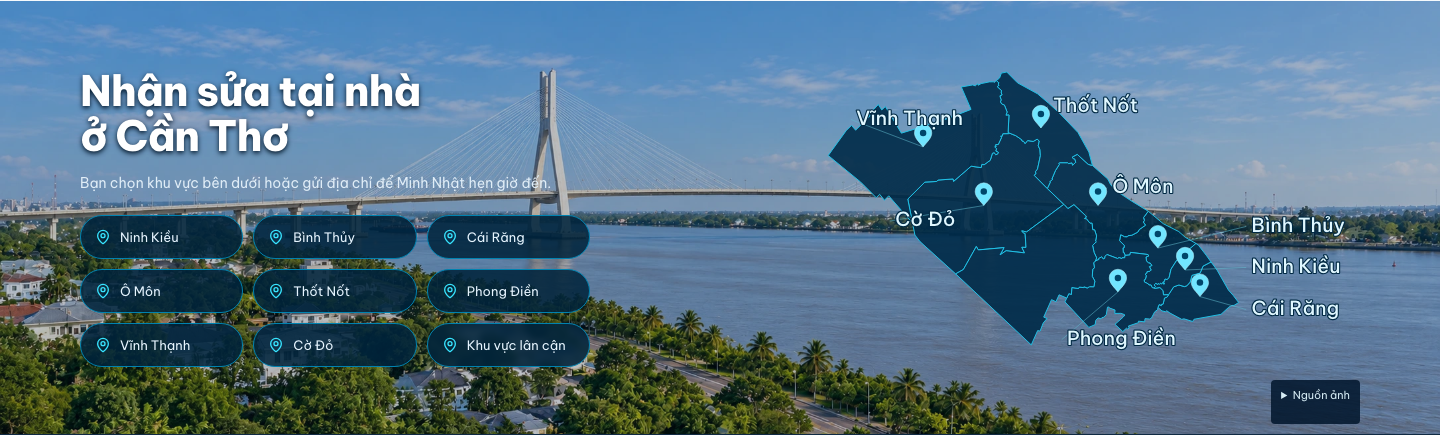 Nhận sửa tại nhà
ở Cần Thơ
Bạn chọn khu vực bên dưới hoặc gửi địa chỉ để Minh Nhật hẹn giờ đến.
Ninh Kiều
Bình Thủy
Cái Răng
Ô Môn
Thốt Nốt
Phong Điền
Vĩnh Thạnh
Cờ Đỏ
Khu vực lân cận
Vĩnh Thạnh
Thốt Nốt
Ô Môn
Cờ Đỏ
Bình Thủy
Ninh Kiều
Cái Răng
Phong Điền
Nguồn ảnh